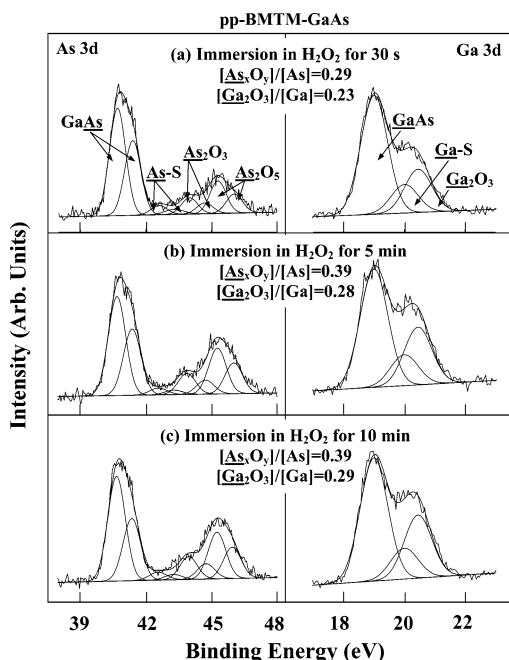 pp-BMTM-GaAs
As 3d
Ga 3d
(a) Immersion in H₂O₂ for 30 s
[AsₓOᵧ]/[As]=0.29
[Ga₂O₃]/[Ga]=0.23
GaAs
As-S
As₂O₃
As₂O₅
GaAs
Ga-S
Ga₂O₃
(b) Immersion in H₂O₂ for 5 min
[AsₓOᵧ]/[As]=0.39
[Ga₂O₃]/[Ga]=0.28
(c) Immersion in H₂O₂ for 10 min
[AsₓOᵧ]/[As]=0.39
[Ga₂O₃]/[Ga]=0.29
Intensity (Arb. Units)
39 42 45 48 18 20 22
Binding Energy (eV)